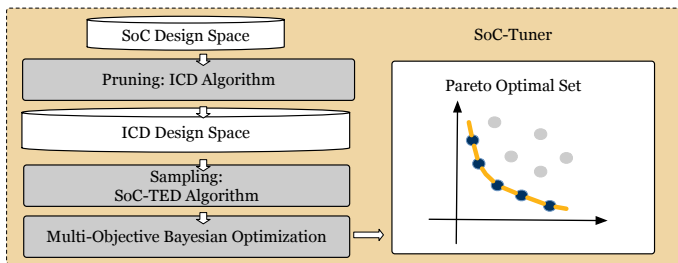 SoC Design Space
Pruning: ICD Algorithm
ICD Design Space
Sampling:
SoC-TED Algorithm
Multi-Objective Bayesian Optimization
SoC-Tuner
Pareto Optimal Set